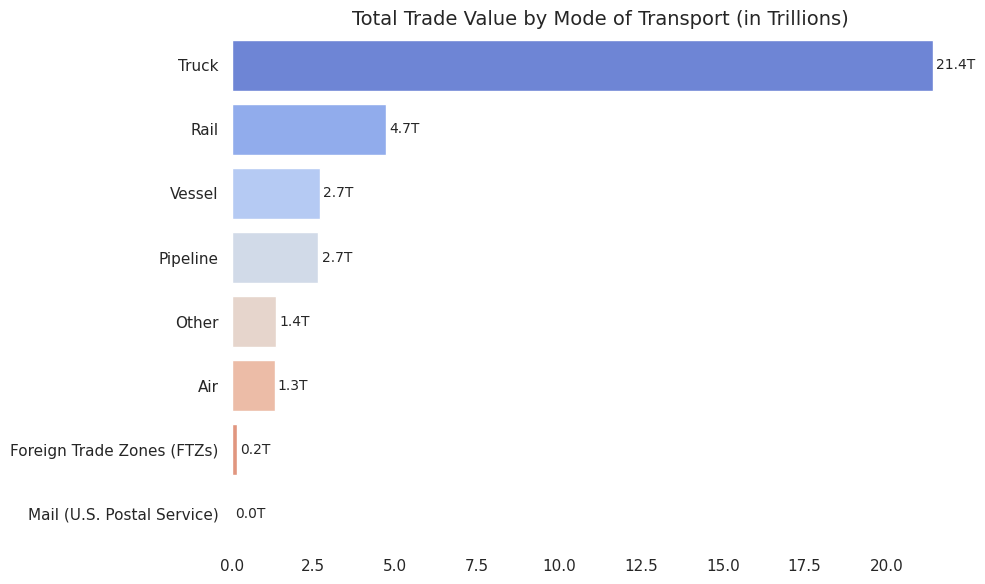 Total Trade Value by Mode of Transport (in Trillions)
Truck 21.4T
Rail 4.7T
Vessel 2.7T
Pipeline 2.7T
Other 1.4T
Air 1.3T
Foreign Trade Zones (FTZs) 0.2T
Mail (U.S. Postal Service) 0.0T
0.0 2.5 5.0 7.5 10.0 12.5 15.0 17.5 20.0